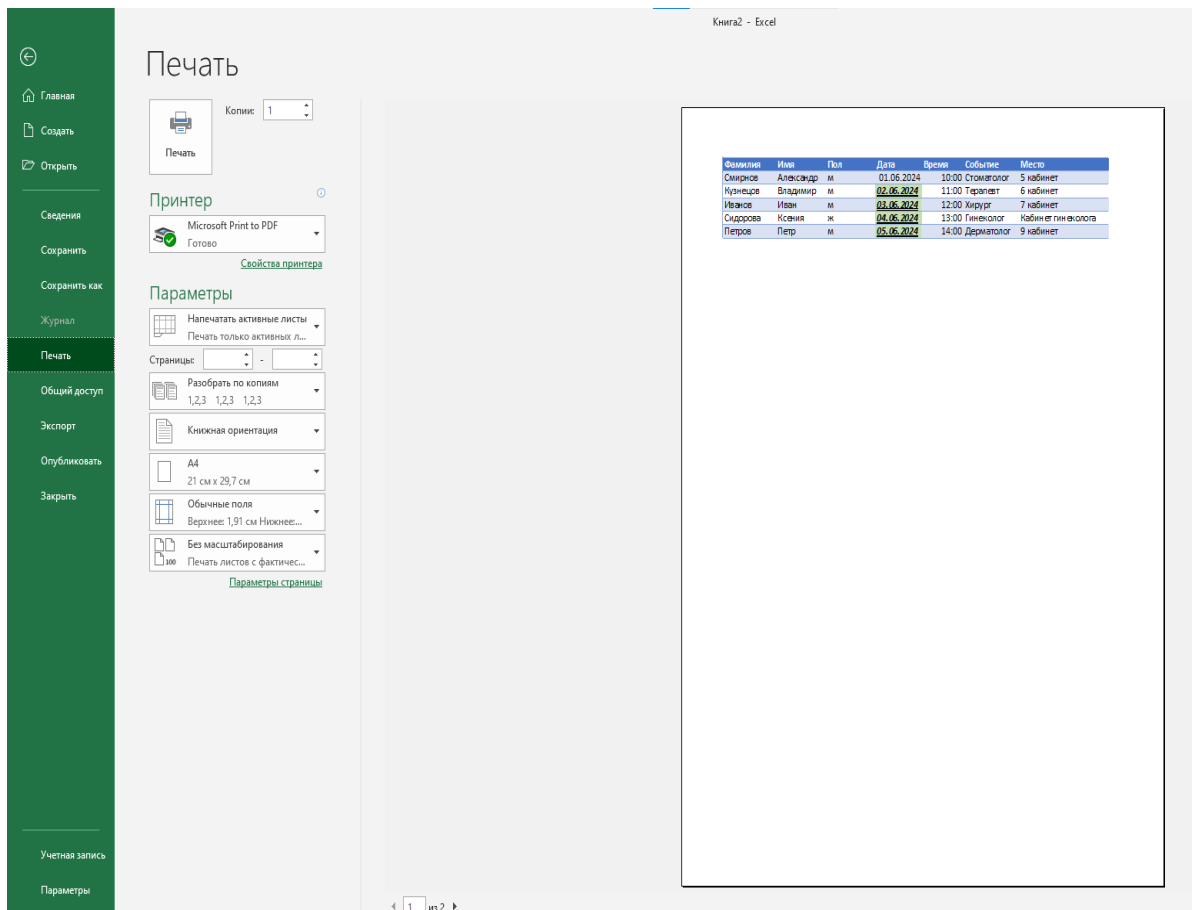 Книга2 - Excel
Главная
Создать
Открыть
Сведения
Сохранить
Сохранить как
Журнал
Печать
Общий доступ
Экспорт
Опубликовать
Закрыть
Учетная запись
Параметры
Печать
Печать
Копии: 1
Принтер
Microsoft Print to PDF
Готово
Свойства принтера
Параметры
Напечатать активные листы
Печать только активных л...
Страницы: -
Разобрать по копиям
1,2,3 1,2,3 1,2,3
Книжная ориентация
A4
21 см x 29,7 см
Обычные поля
Верхнее: 1,91 см Нижнее:...
Без масштабирования
100 Печать листов с фактичес...
Параметры страницы
Фамилия Имя Пол Дата Время Событие Место
Смирнов Александр м 01.06.2024 10:00 Стоматолог 5 кабинет
Кузнецов Владимир м 02.06.2024 11:00 Терапевт 6 кабинет
Иванов Иван м 03.06.2024 12:00 Хирург 7 кабинет
Сидорова Ксения ж 04.06.2024 13:00 Гинеколог Кабинет гинеколога
Петров Петр м 05.06.2024 14:00 Дерматолог 9 кабинет
1 из 2